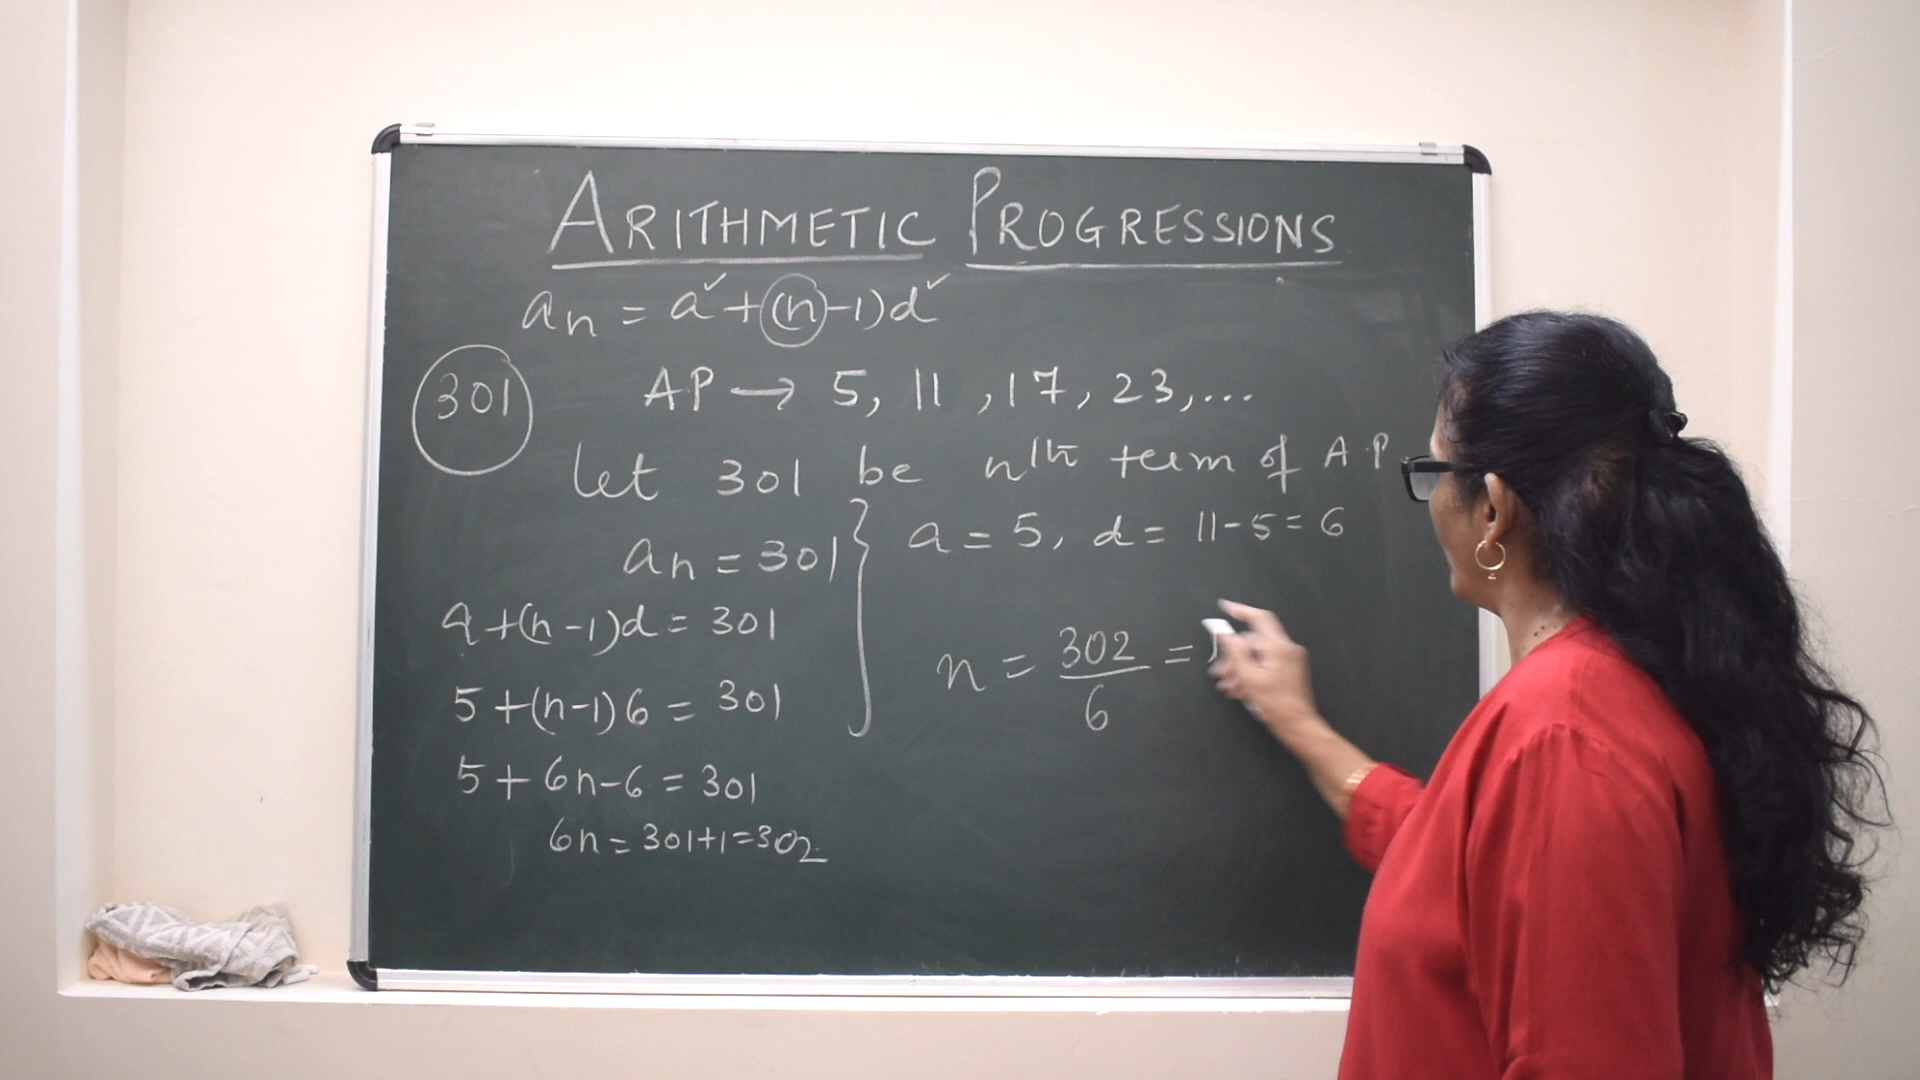 ARITHMETIC PROGRESSIONS
an = a✓ + (n-1)d✓
301
AP → 5, 11, 17, 23,...
Let 301 be nth term of A.P
an = 301 } a = 5, d = 11-5 = 6
a+(n-1)d = 301
5+(n-1)6 = 301
n = 302/6 =
5+6n-6 = 301
6n = 301+1 = 302